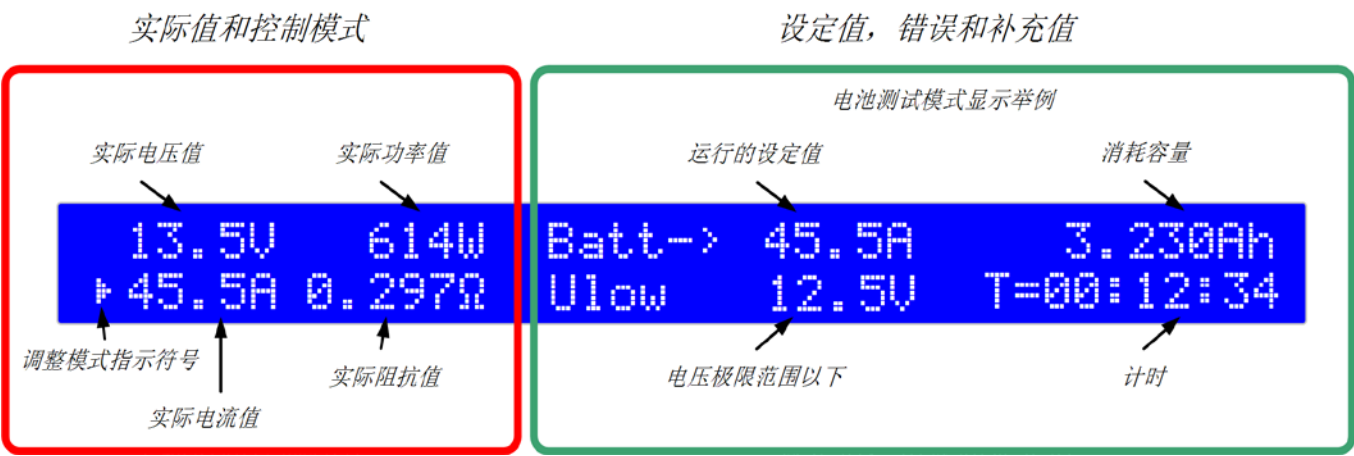 实际值和控制模式
设定值，错误和补充值
电池测试模式显示举例
实际电压值 实际功率值 运行的设定值 消耗容量
13.5V 614W Batt-> 45.5A 3.230Ah
45.5A 0.297Ω Ulow 12.5V T=00:12:34
调整模式指示符号 实际阻抗值 电压极限范围以下 计时
实际电流值